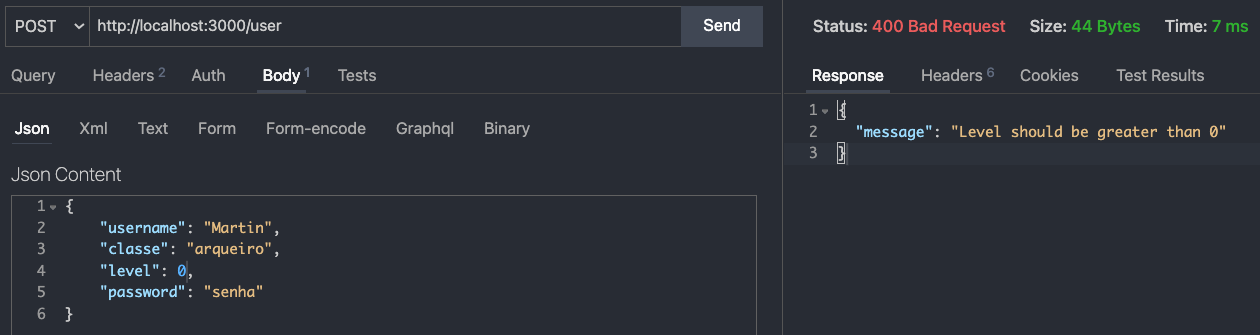 POST http://localhost:3000/user Send
Query Headers 2 Auth Body 1 Tests
Json Xml Text Form Form-encode Graphql Binary
Json Content
1 {
2 "username": "Martin",
3 "classe": "arqueiro",
4 "level": 0,
5 "password": "senha"
6 }
Status: 400 Bad Request Size: 44 Bytes Time: 7 ms
Response Headers 6 Cookies Test Results
1 {
2 "message": "Level should be greater than 0"
3 }